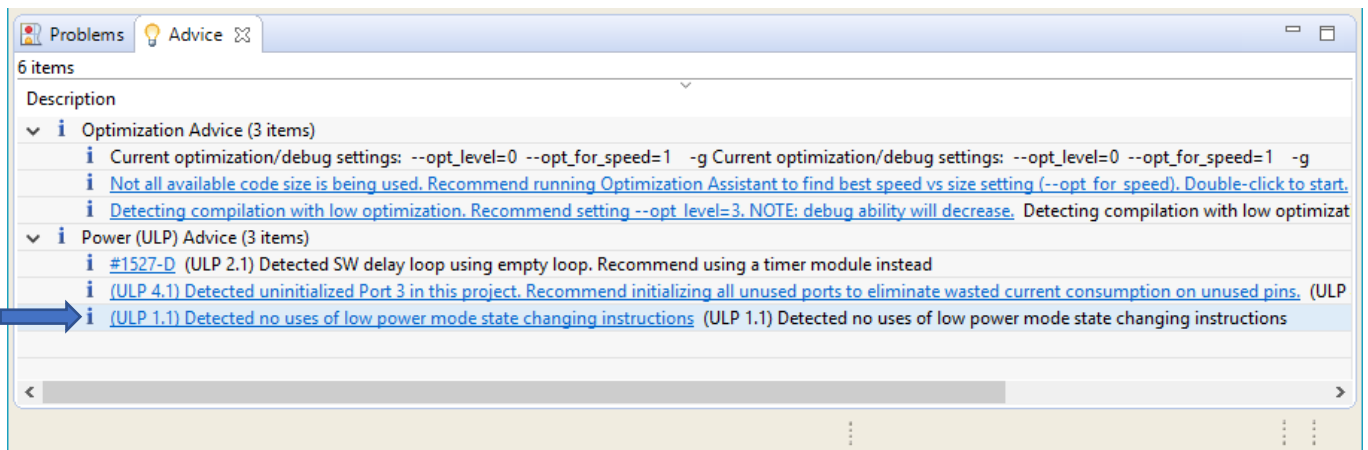 Problems Advice
6 items
Description
Optimization Advice (3 items)
Current optimization/debug settings: --opt_level=0 --opt_for_speed=1 -g Current optimization/debug settings: --opt_level=0 --opt_for_speed=1 -g
Not all available code size is being used. Recommend running Optimization Assistant to find best speed vs size setting (--opt_for_speed). Double-click to start.
Detecting compilation with low optimization. Recommend setting --opt_level=3. NOTE: debug ability will decrease. Detecting compilation with low optimizat
Power (ULP) Advice (3 items)
#1527-D (ULP 2.1) Detected SW delay loop using empty loop. Recommend using a timer module instead
(ULP 4.1) Detected uninitialized Port 3 in this project. Recommend initializing all unused ports to eliminate wasted current consumption on unused pins. (ULP
(ULP 1.1) Detected no uses of low power mode state changing instructions (ULP 1.1) Detected no uses of low power mode state changing instructions